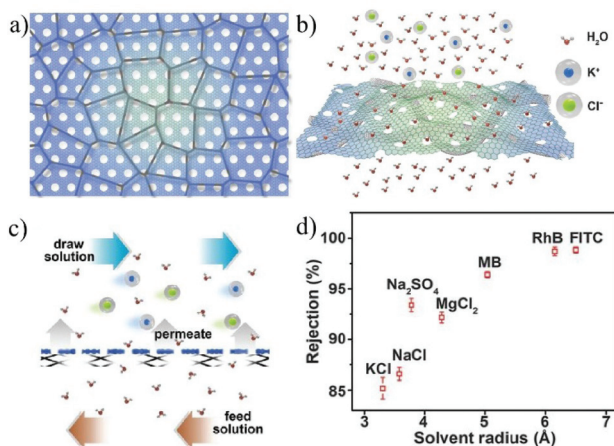 a)
b)
H₂O
K⁺
Cl⁻
c)
draw
solution
permeate
feed
solution
d)
Rejection (%)
100
95
90
85
RhB FITC
MB
Na₂SO₄
MgCl₂
NaCl
KCl
3 4 5 6 7
Solvent radius (Å)